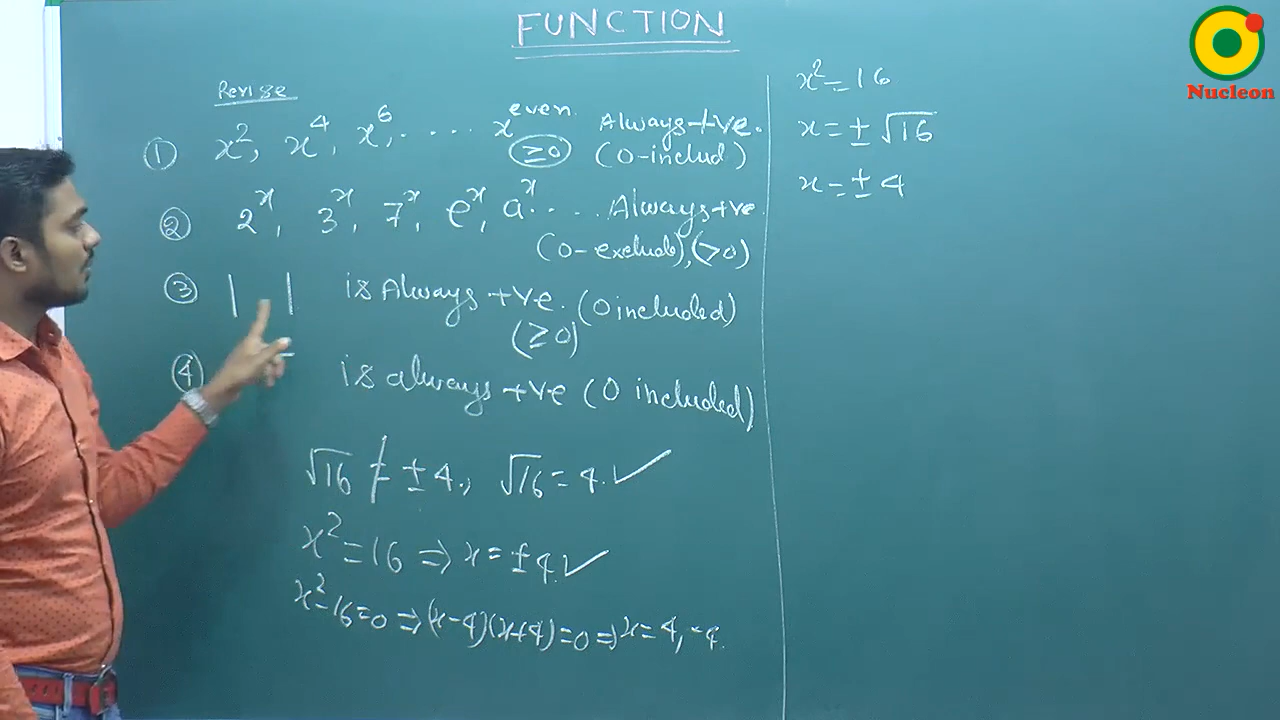 FUNCTION
Nucleon
Revise
① x², x⁴, x⁶, .... x^even Always +ve.
(≥0) (0-includ)
② 2^x, 3^x, 7^x, e^x, a^x.... Always +ve
(0-exclude), (>0)
③ | | is Always +ve. (0 included)
(≥0)
④ is always +ve (0 included)
√16 ≠ ±4, √16 = 4. ✓
x² = 16 ⇒ x = ±4. ✓
x²-16=0 ⇒ (x-4)(x+4)=0 ⇒ x=4, -4.
x² = 16
x = ± √16
x = ± 4